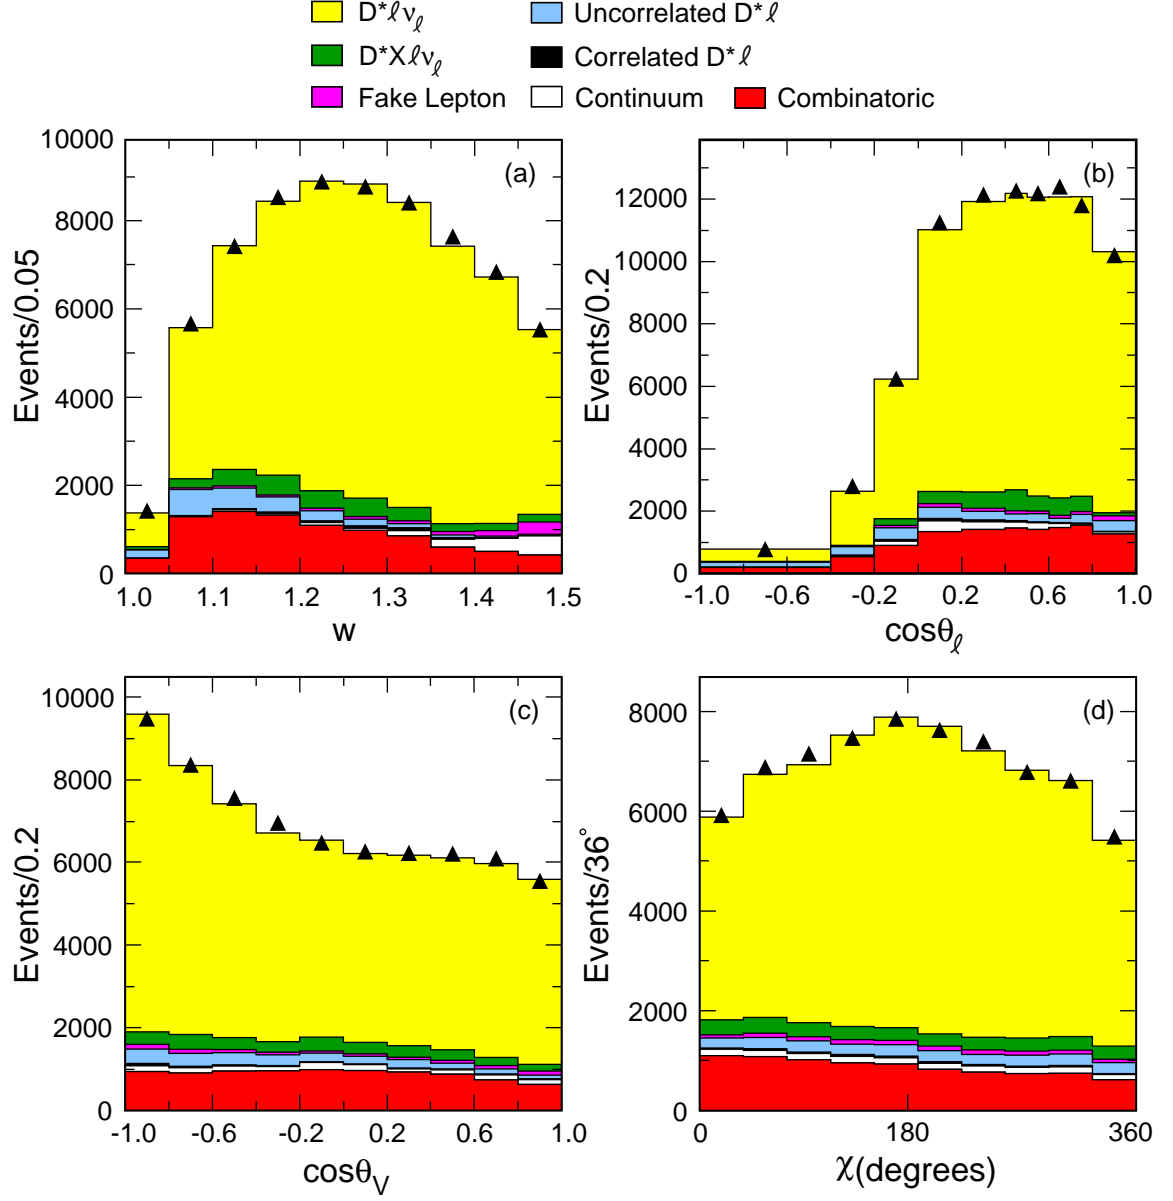 D*ℓν_ℓ Uncorrelated D*ℓ
D*Xℓν_ℓ Correlated D*ℓ
Fake Lepton Continuum Combinatoric
(a)
10000
8000
6000
4000
2000
0
Events/0.05
1.0 1.1 1.2 1.3 1.4 1.5
w
(b)
12000
10000
8000
6000
4000
2000
0
Events/0.2
-1.0 -0.6 -0.2 0.2 0.6 1.0
cosθ_ℓ
(c)
10000
8000
6000
4000
2000
0
Events/0.2
-1.0 -0.6 -0.2 0.2 0.6 1.0
cosθ_V
(d)
8000
6000
4000
2000
0
Events/36°
0 180 360
χ(degrees)